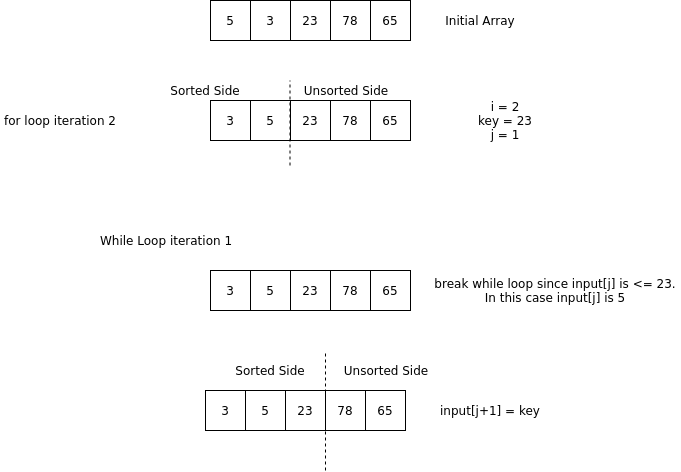 5 3 23 78 65 Initial Array
Sorted Side Unsorted Side
for loop iteration 2
3 5 23 78 65
i = 2
key = 23
j = 1
While Loop iteration 1
3 5 23 78 65
break while loop since input[j] is <= 23.
In this case input[j] is 5
Sorted Side Unsorted Side
3 5 23 78 65 input[j+1] = key